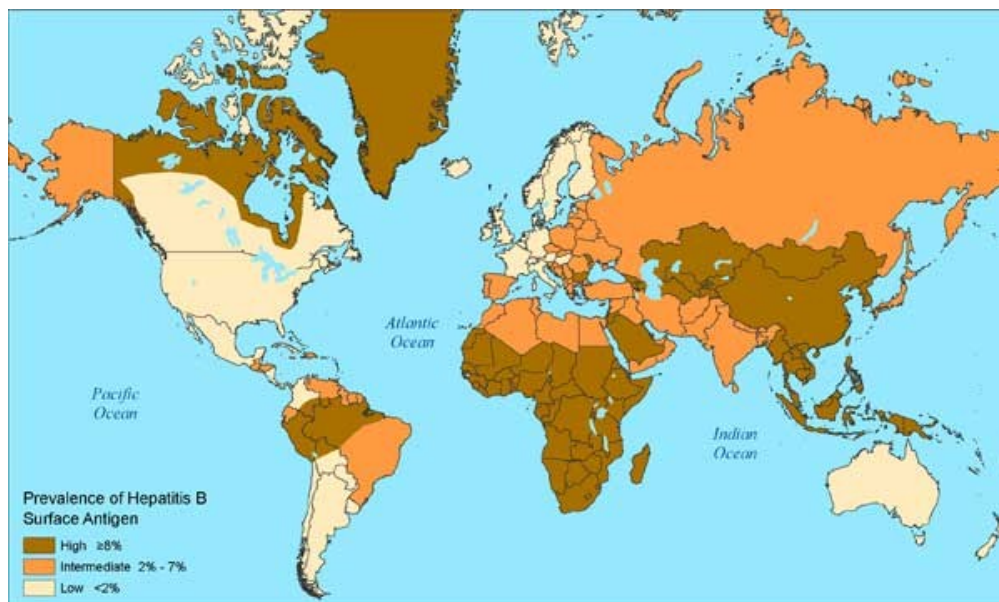 Atlantic
Ocean
Pacific
Ocean
Indian
Ocean
Prevalence of Hepatitis B
Surface Antigen
High ≥8%
Intermediate 2% - 7%
Low <2%